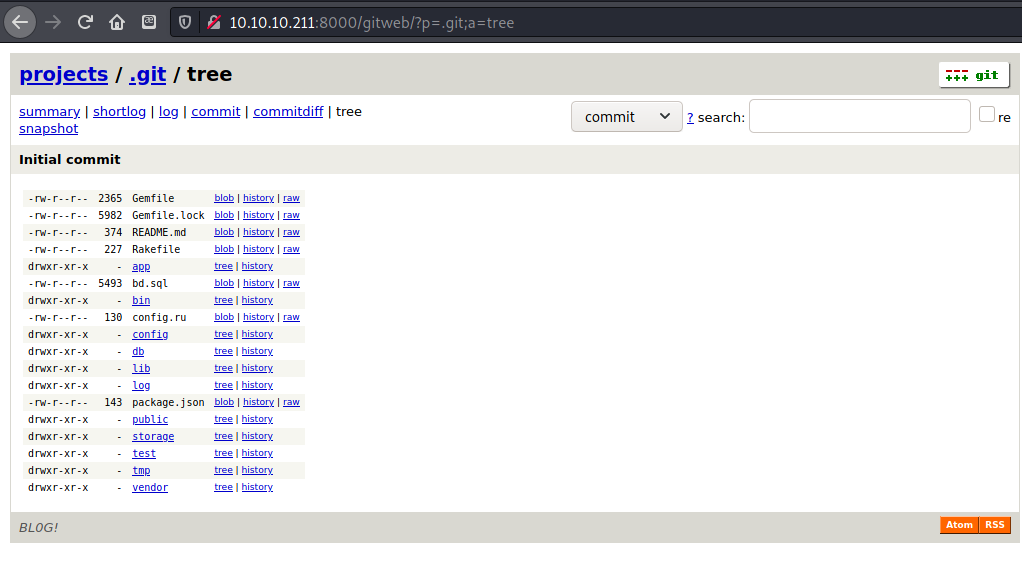 10.10.10.211:8000/gitweb/?p=.git;a=tree
projects / .git / tree
git
summary | shortlog | log | commit | commitdiff | tree
commit ? search: re
snapshot
Initial commit
-rw-r--r-- 2365 Gemfile blob | history | raw
-rw-r--r-- 5982 Gemfile.lock blob | history | raw
-rw-r--r-- 374 README.md blob | history | raw
-rw-r--r-- 227 Rakefile blob | history | raw
drwxr-xr-x - app tree | history
-rw-r--r-- 5493 bd.sql blob | history | raw
drwxr-xr-x - bin tree | history
-rw-r--r-- 130 config.ru blob | history | raw
drwxr-xr-x - config tree | history
drwxr-xr-x - db tree | history
drwxr-xr-x - lib tree | history
drwxr-xr-x - log tree | history
-rw-r--r-- 143 package.json blob | history | raw
drwxr-xr-x - public tree | history
drwxr-xr-x - storage tree | history
drwxr-xr-x - test tree | history
drwxr-xr-x - tmp tree | history
drwxr-xr-x - vendor tree | history
BL0G!
Atom RSS